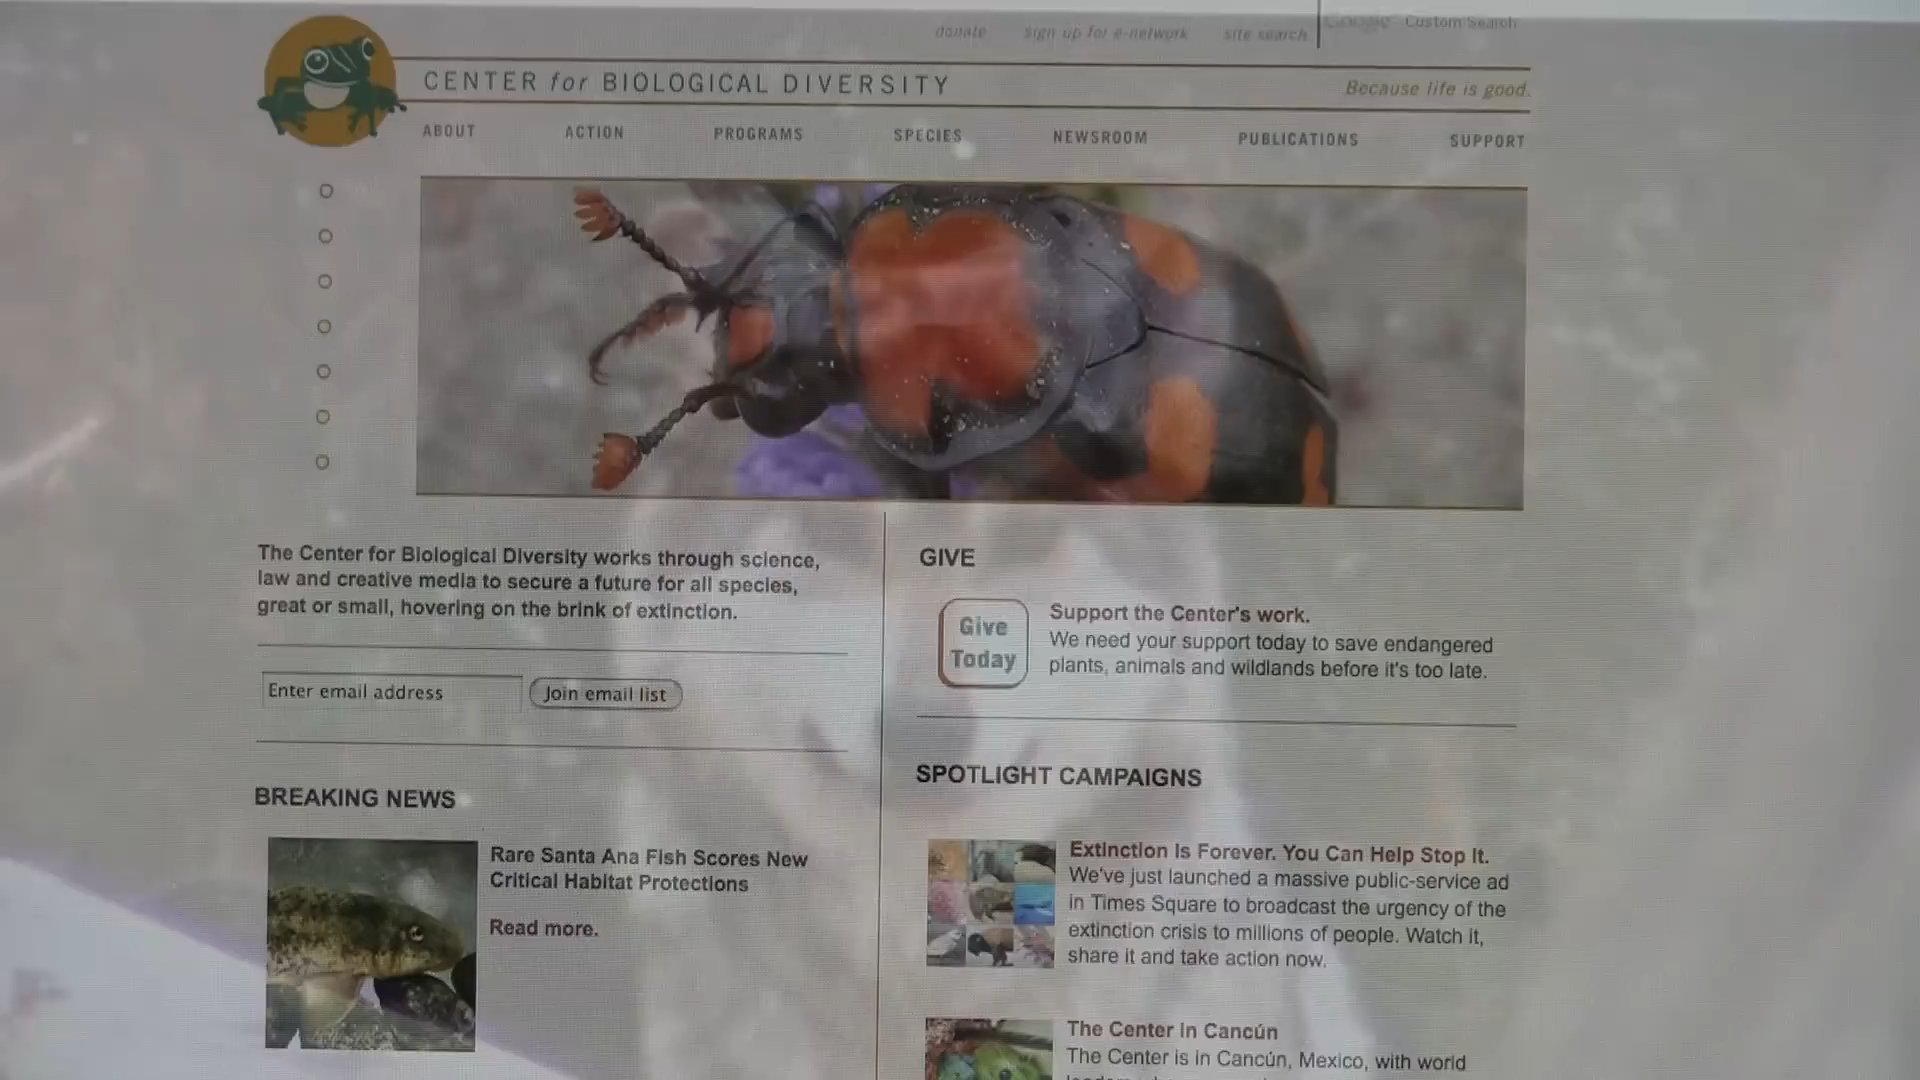 donate sign up for e-network site search Google Custom Search
CENTER for BIOLOGICAL DIVERSITY
Because life is good.
ABOUT ACTION PROGRAMS SPECIES NEWSROOM PUBLICATIONS SUPPORT
The Center for Biological Diversity works through science,
law and creative media to secure a future for all species,
great or small, hovering on the brink of extinction.
Enter email address Join email list
BREAKING NEWS
Rare Santa Ana Fish Scores New
Critical Habitat Protections
Read more.
GIVE
Give
Today
Support the Center's work.
We need your support today to save endangered
plants, animals and wildlands before it's too late.
SPOTLIGHT CAMPAIGNS
Extinction Is Forever. You Can Help Stop It.
We've just launched a massive public-service ad
in Times Square to broadcast the urgency of the
extinction crisis to millions of people. Watch it,
share it and take action now.
The Center in Cancún
The Center is in Cancún, Mexico, with world